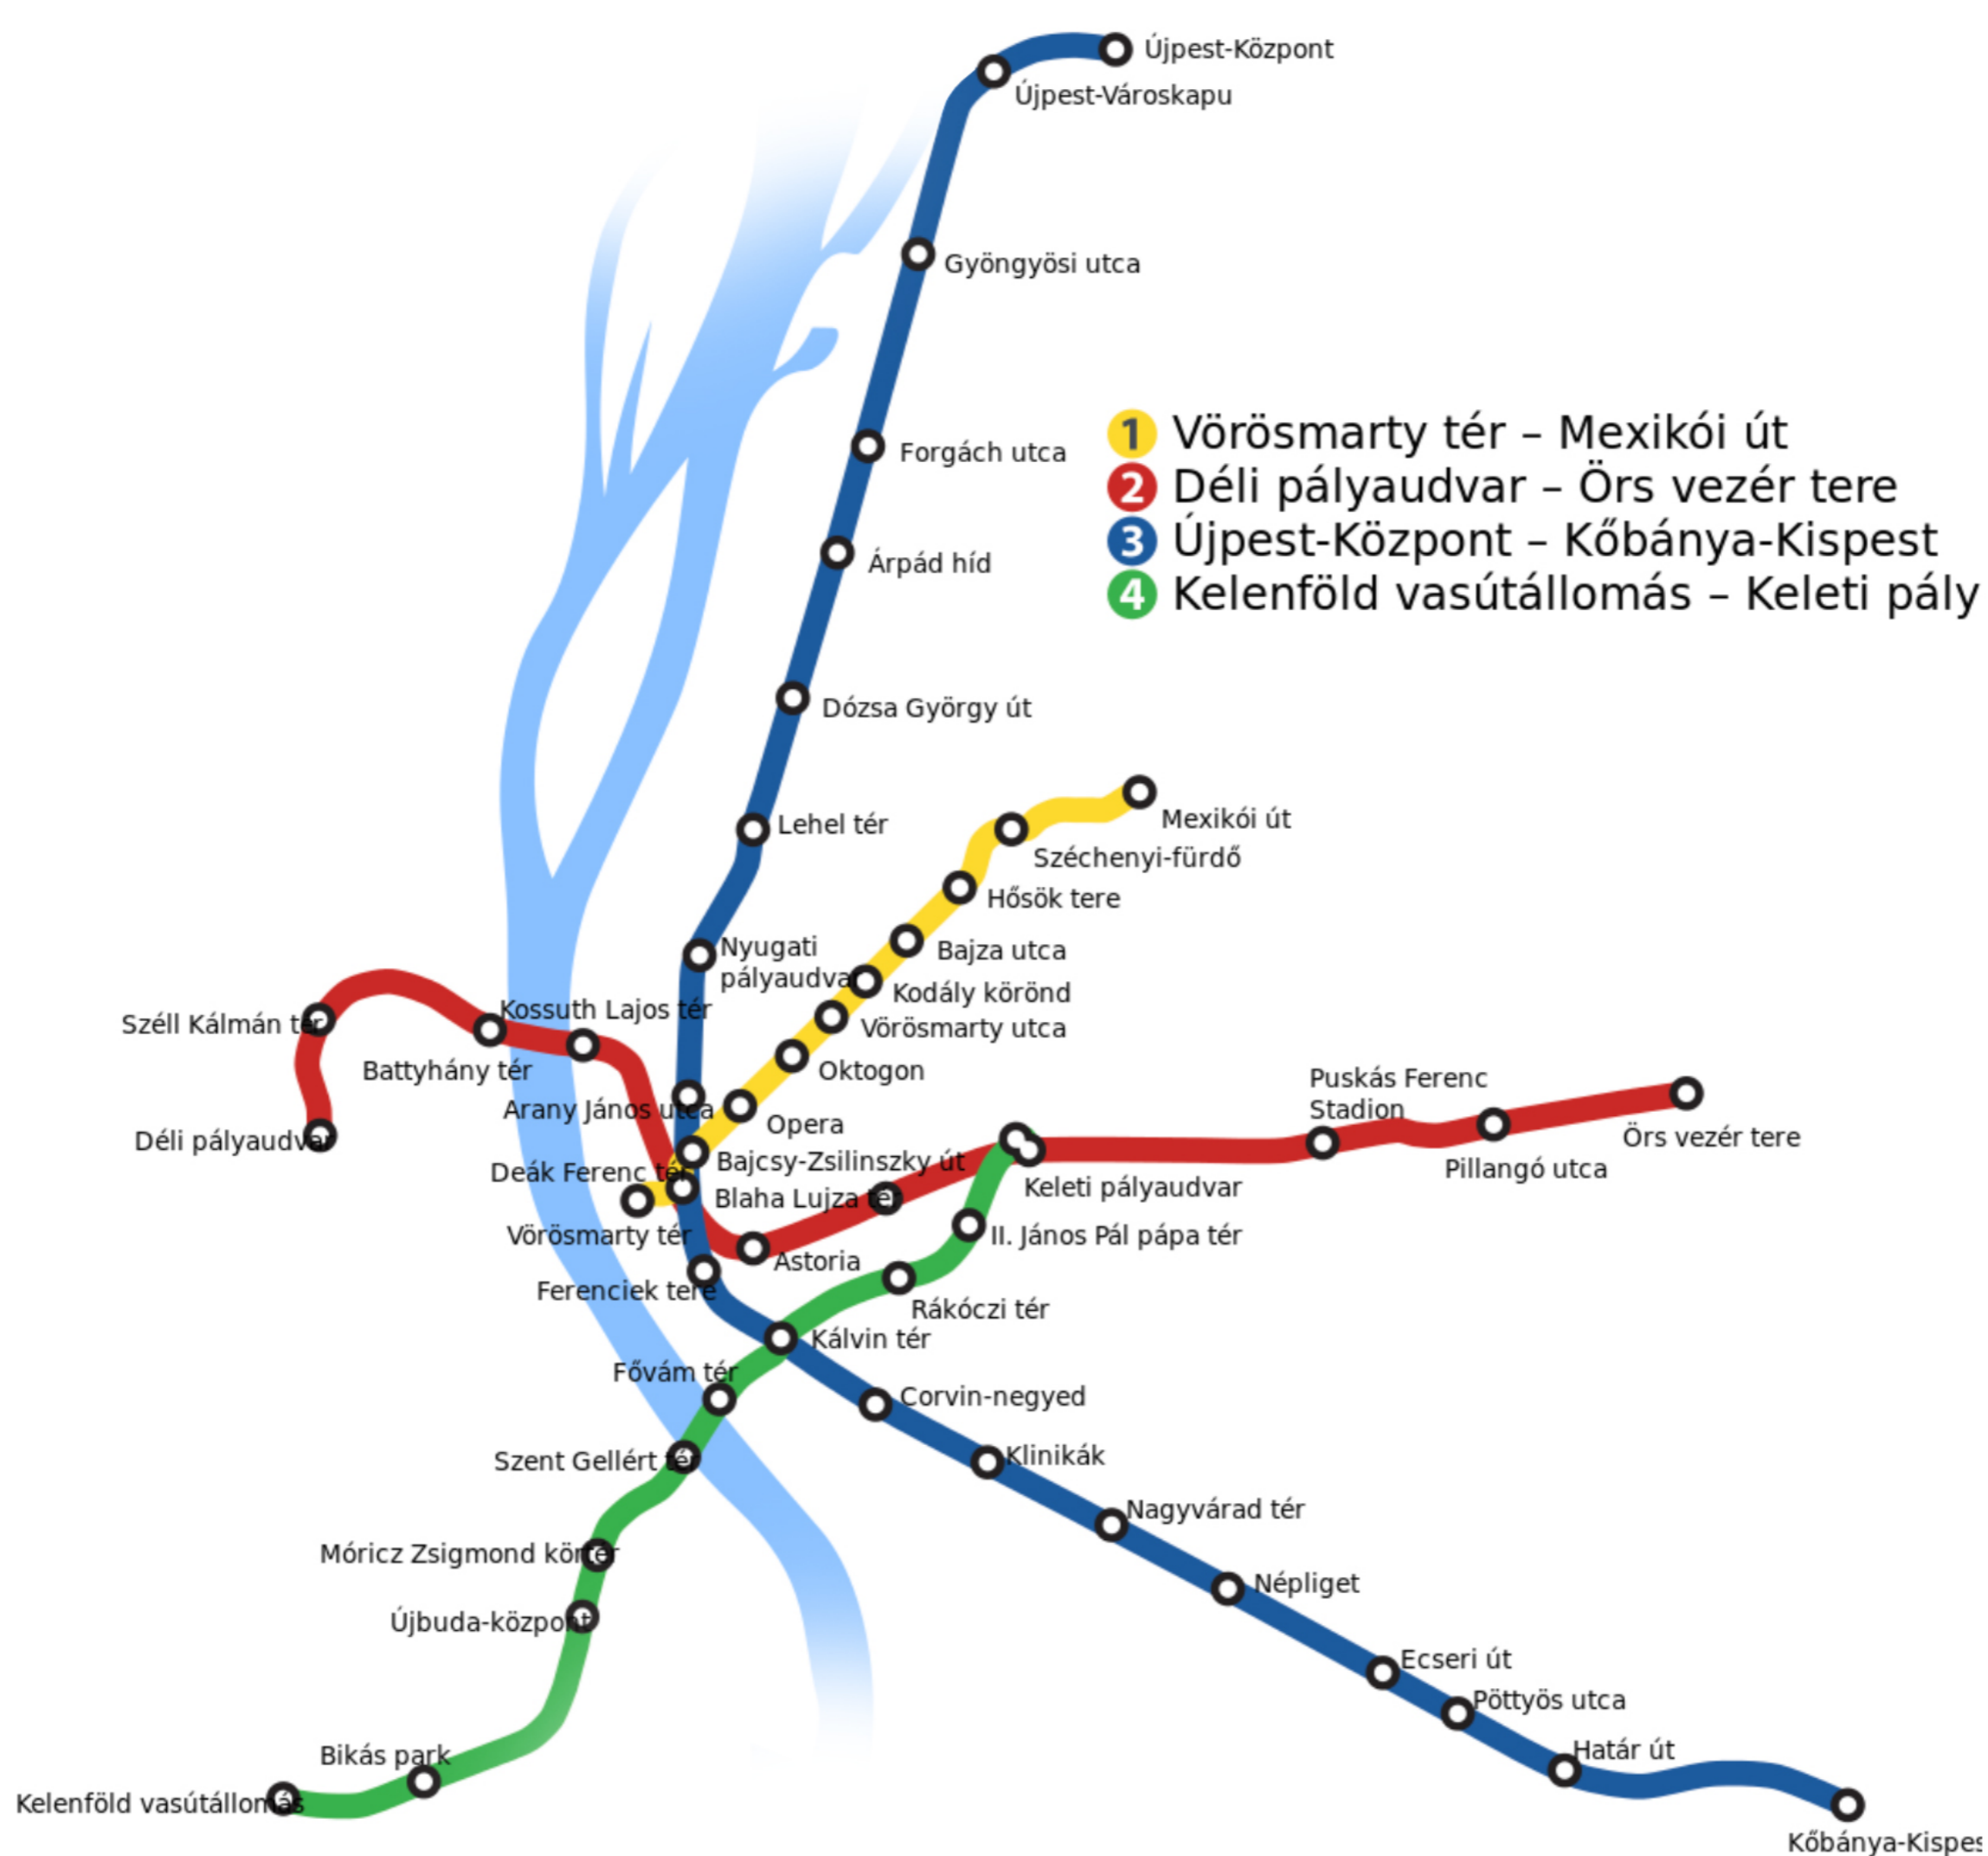 Újpest-Központ
Újpest-Városkapu
Gyöngyösi utca
Forgách utca
Árpád híd
Dózsa György út
Lehel tér
Nyugati
pályaudvar
1 Vörösmarty tér – Mexikói út
2 Déli pályaudvar – Örs vezér tere
3 Újpest-Központ – Kőbánya-Kispest
4 Kelenföld vasútállomás – Keleti pály
Mexikói út
Széchenyi-fürdő
Hősök tere
Bajza utca
Kodály körönd
Vörösmarty utca
Oktogon
Opera
Bajcsy-Zsilinszky út
Kossuth Lajos tér
Széll Kálmán tér
Battyhány tér
Déli pályaudvar
Arany János utca
Deák Ferenc tér
Vörösmarty tér
Ferenciek tere
Blaha Lujza tér
Astoria
Puskás Ferenc
Stadion
Örs vezér tere
Pillangó utca
Keleti pályaudvar
II. János Pál pápa tér
Rákóczi tér
Kálvin tér
Fővám tér
Szent Gellért tér
Móricz Zsigmond körtér
Újbuda-központ
Bikás park
Kelenföld vasútállomás
Corvin-negyed
Klinikák
Nagyvárad tér
Népliget
Ecseri út
Pöttyös utca
Határ út
Kőbánya-Kispes